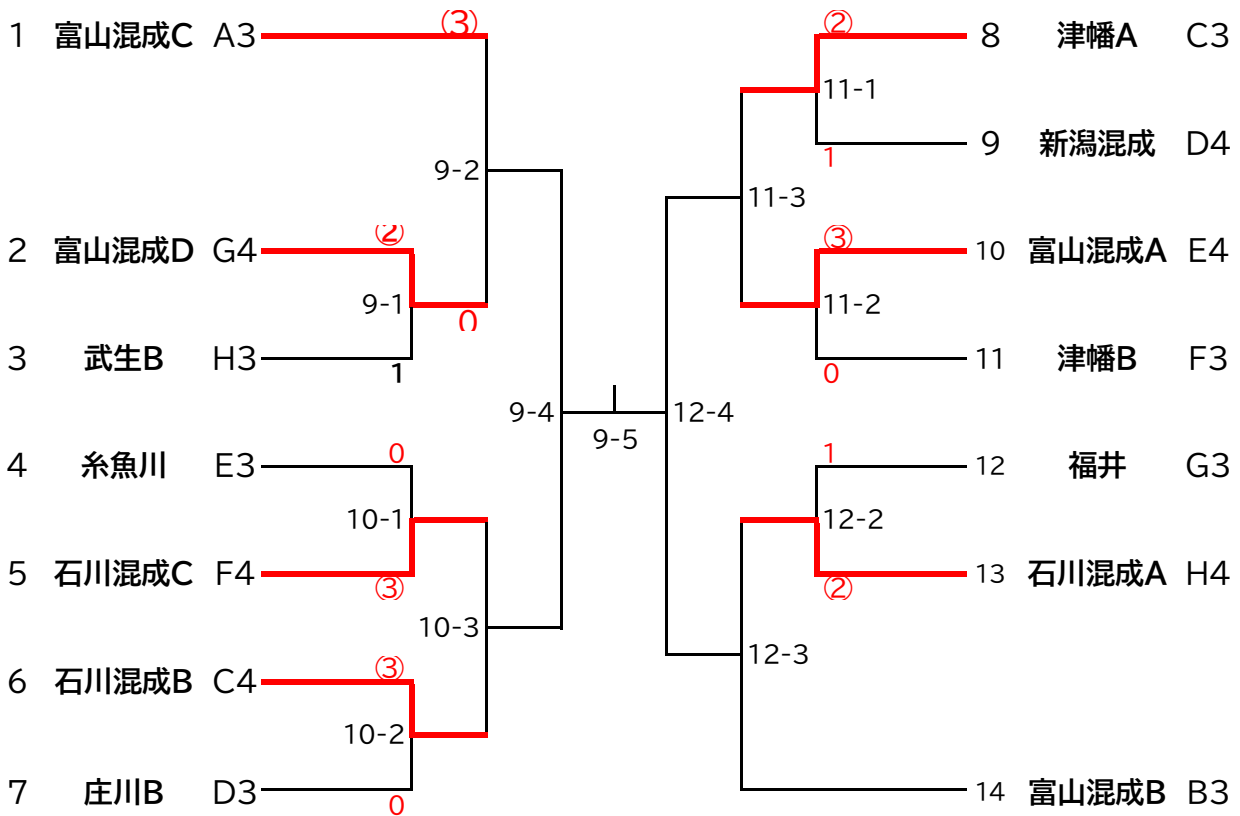 1 富山混成C A3 (3)
② 8 津幡A C3
11-1
1 9 新潟混成 D4
9-2
11-3
2 富山混成D G4 ②
③ 10 富山混成A E4
9-1
0
11-2
3 武生B H3 1
0 11 津幡B F3
9-4
9-5
12-4
4 糸魚川 E3 0
1 12 福井 G3
10-1
12-2
5 石川混成C F4 ③
② 13 石川混成A H4
10-3
12-3
6 石川混成B C4 ③
10-2
7 庄川B D3 0
14 富山混成B B3